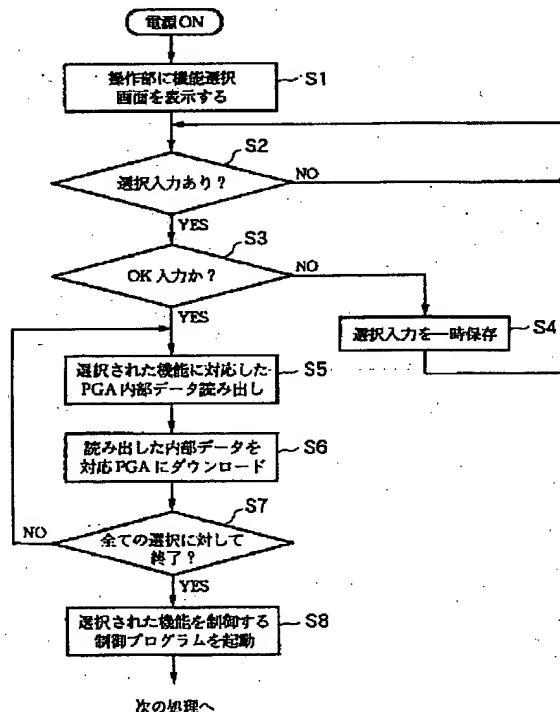 電源ON
操作部に機能選択
画面を表示する
S1
S2
選択入力あり？
NO
YES
S3
OK入力か？
NO
YES
選択入力を一時保存
S4
選択された機能に対応した
PGA内部データ読み出し
S5
読み出した内部データを
対応PGAにダウンロード
S6
S7
全ての選択に対して
終了？
NO
YES
選択された機能を制御する
制御プログラムを起動
S8
次の処理へ